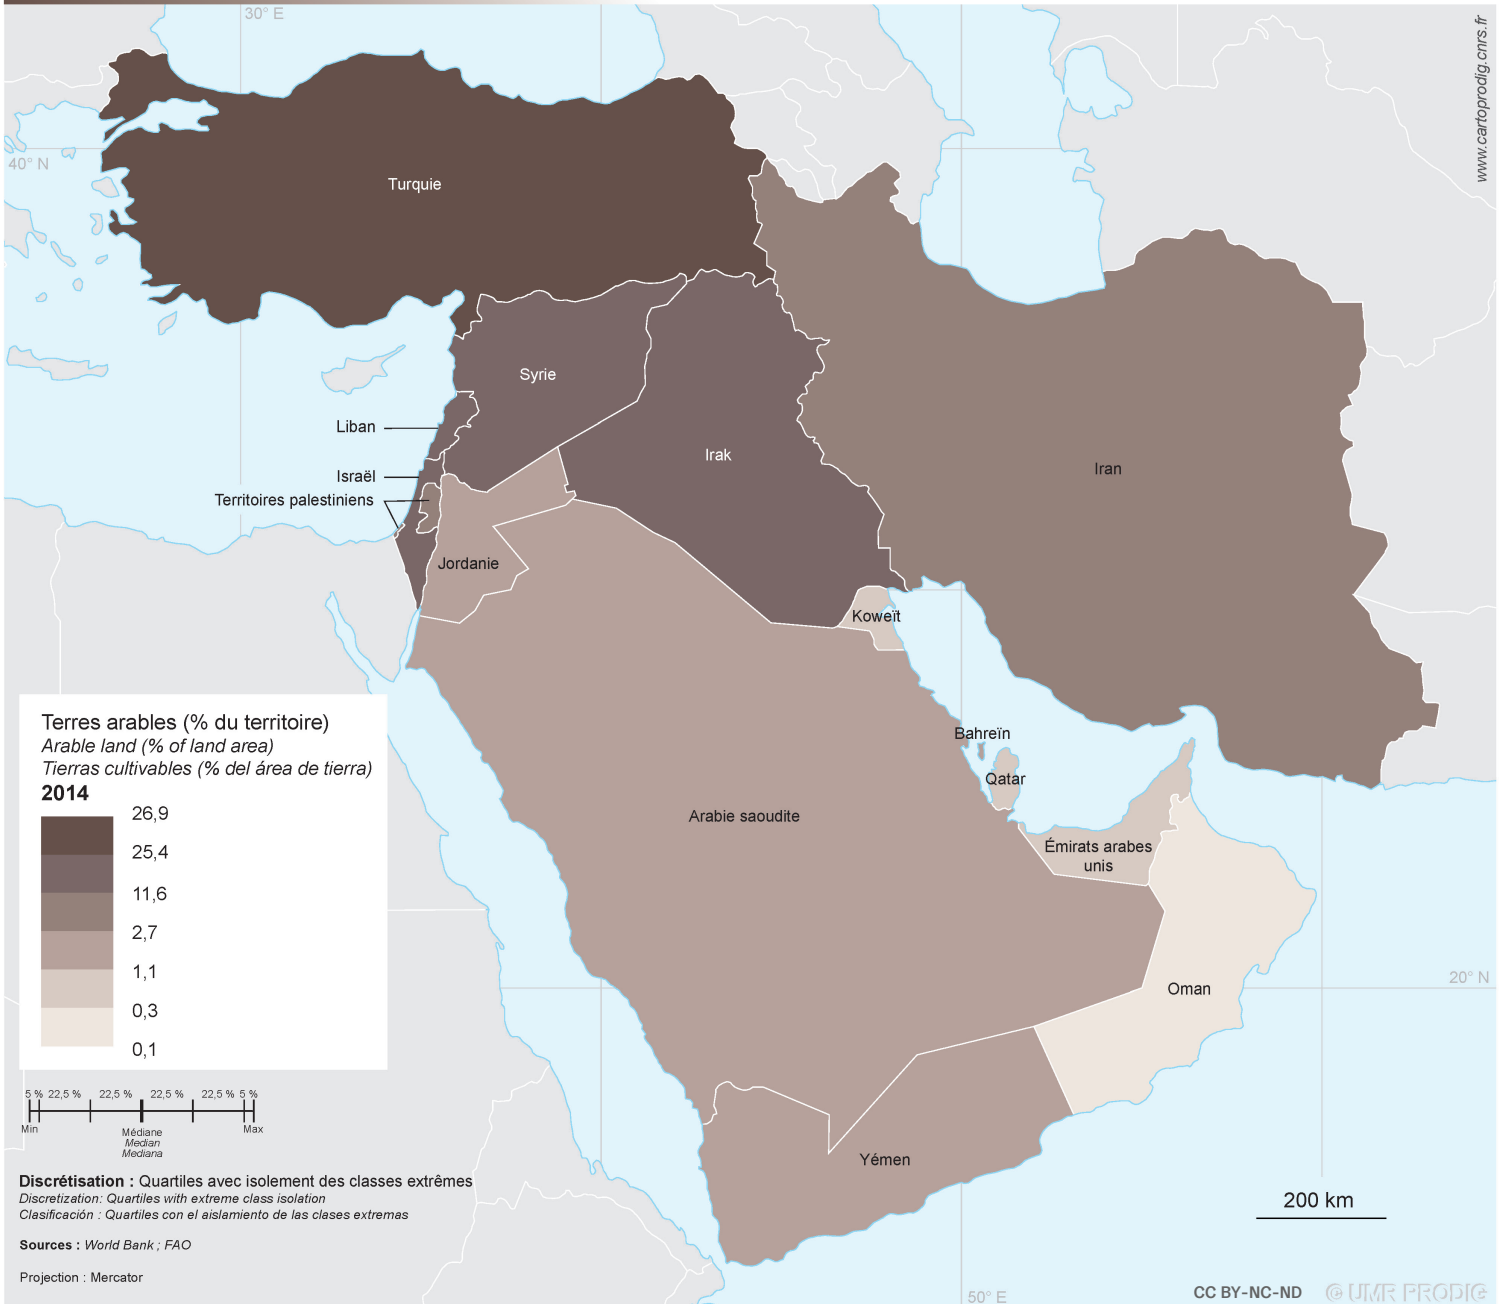 30° E
www.cartoprodig.cnrs.fr
40° N
Turquie
Syrie
Liban
Irak
Iran
Israël
Territoires palestiniens
Jordanie
Koweït
Bahreïn
Qatar
Arabie saoudite
Émirats arabes
unis
Oman
20° N
Yémen
Terres arables (% du territoire)
Arable land (% of land area)
Tierras cultivables (% del área de tierra)
2014
26,9
25,4
11,6
2,7
1,1
0,3
0,1
5 % 22,5 % 22,5 % 22,5 % 22,5 % 5 %
Min Max
Médiane
Median
Mediana
Discrétisation : Quartiles avec isolement des classes extrêmes
Discretization: Quartiles with extreme class isolation
Clasificación : Quartiles con el aislamiento de las clases extremas
Sources : World Bank ; FAO
Projection : Mercator
200 km
50° E
CC BY-NC-ND © UMR PRODIG